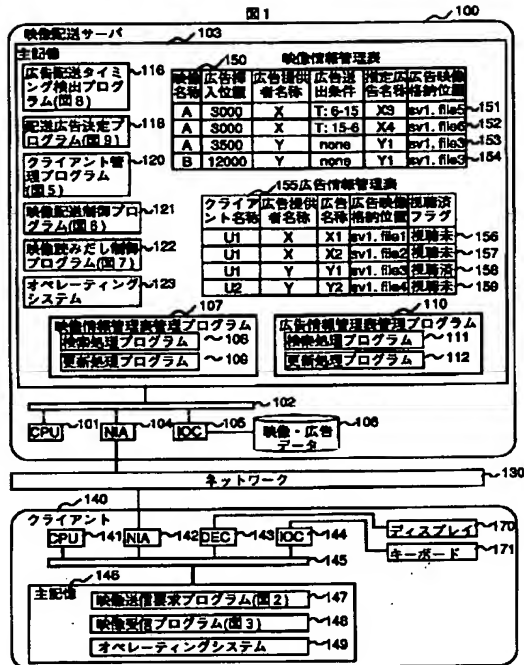 図1
100
映像配送サーバ
103
主記憶
広告配送タイミ
ング検出プログ
ラム(図8)
116
配送広告決定プ
ログラム(図9)
118
クライアント管
理プログラム
(図5)
120
映像配送制御プロ
グラム(図6)
121
映像読みだし制御
プログラム(図7)
122
オペレーティング
システム
123
150
映像情報管理表
映像名称 広告挿入位置 広告提供者名称 広告送出条件 指定広告名称 広告映像格納位置
A 3000 X T:6-15 X3 sv1.file5 151
A 3000 X T:15-6 X4 sv1.file6 152
A 3500 Y none Y1 sv1.file3 153
B 12000 Y none Y1 sv1.file3 154
155 広告情報管理表
クライアント名称 広告提供者名称 広告名称 広告映像格納位置 視聴済フラグ
U1 X X1 sv1.file1 視聴未 156
U1 X X2 sv1.file2 視聴未 157
U1 Y Y1 sv1.file3 視聴済 158
U2 Y Y2 sv1.file4 視聴未 159
107
映像情報管理表管理プログラム
検索処理プログラム 108
更新処理プログラム 109
110
広告情報管理表管理プログラム
検索処理プログラム 111
更新処理プログラム 112
102
CPU 101 NIA 104 IOC 105
映像・広告
データ
106
ネットワーク
130
140
クライアント
CPU 141 NIA 142 DEC 143 IOC 144
ディスプレイ 170
キーボード 171
145
146
主記憶
映像送信要求プログラム(図2) 147
映像受信プログラム(図3) 148
オペレーティングシステム 149